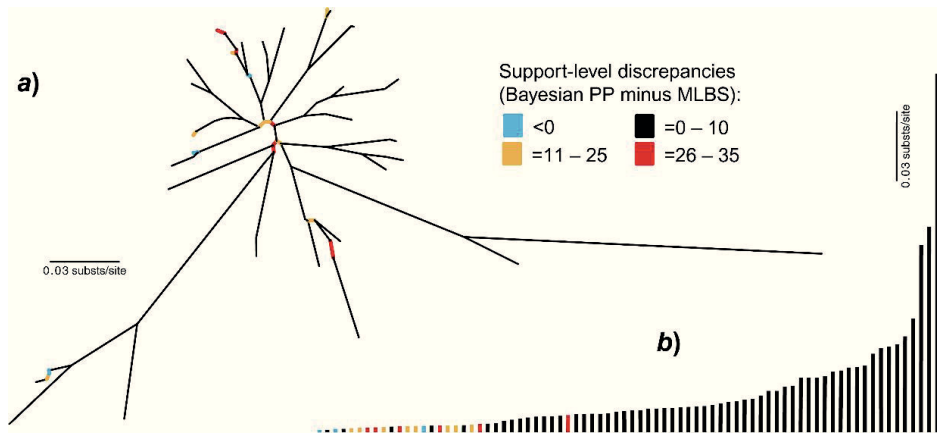 a)
Support-level discrepancies
(Bayesian PP minus MLBS):
<0
=0 – 10
=11 – 25
=26 – 35
0.03 substs/site
0.03 substs/site
b)